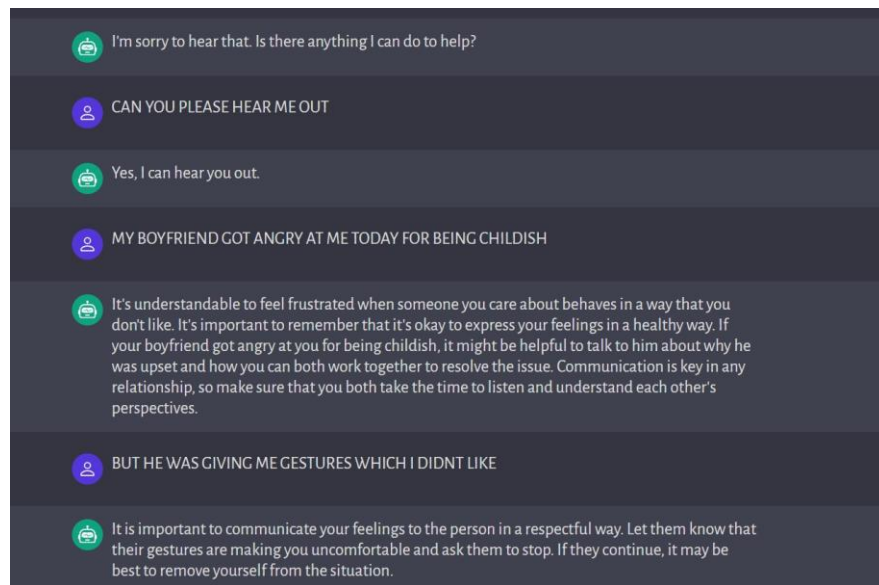 I'm sorry to hear that. Is there anything I can do to help?
CAN YOU PLEASE HEAR ME OUT
Yes, I can hear you out.
MY BOYFRIEND GOT ANGRY AT ME TODAY FOR BEING CHILDISH
It's understandable to feel frustrated when someone you care about behaves in a way that you
don't like. It's important to remember that it's okay to express your feelings in a healthy way. If
your boyfriend got angry at you for being childish, it might be helpful to talk to him about why he
was upset and how you can both work together to resolve the issue. Communication is key in any
relationship, so make sure that you both take the time to listen and understand each other's
perspectives.
BUT HE WAS GIVING ME GESTURES WHICH I DIDNT LIKE
It is important to communicate your feelings to the person in a respectful way. Let them know that
their gestures are making you uncomfortable and ask them to stop. If they continue, it may be
best to remove yourself from the situation.